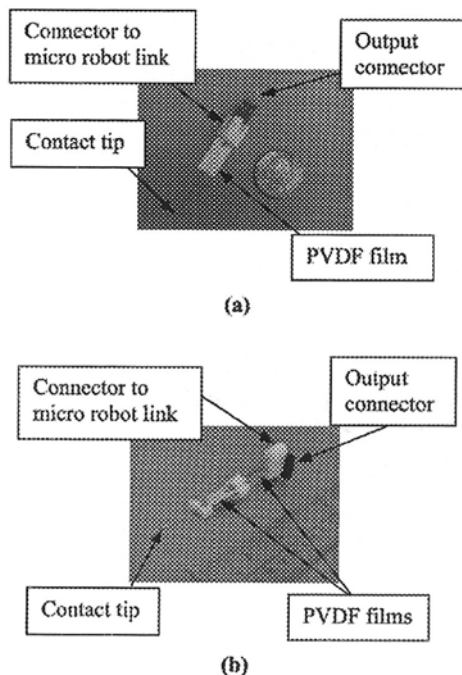 Connector to
micro robot link
Output
connector
Contact tip
PVDF film
(a)
Connector to
micro robot link
Output
connector
Contact tip
PVDF films
(b)